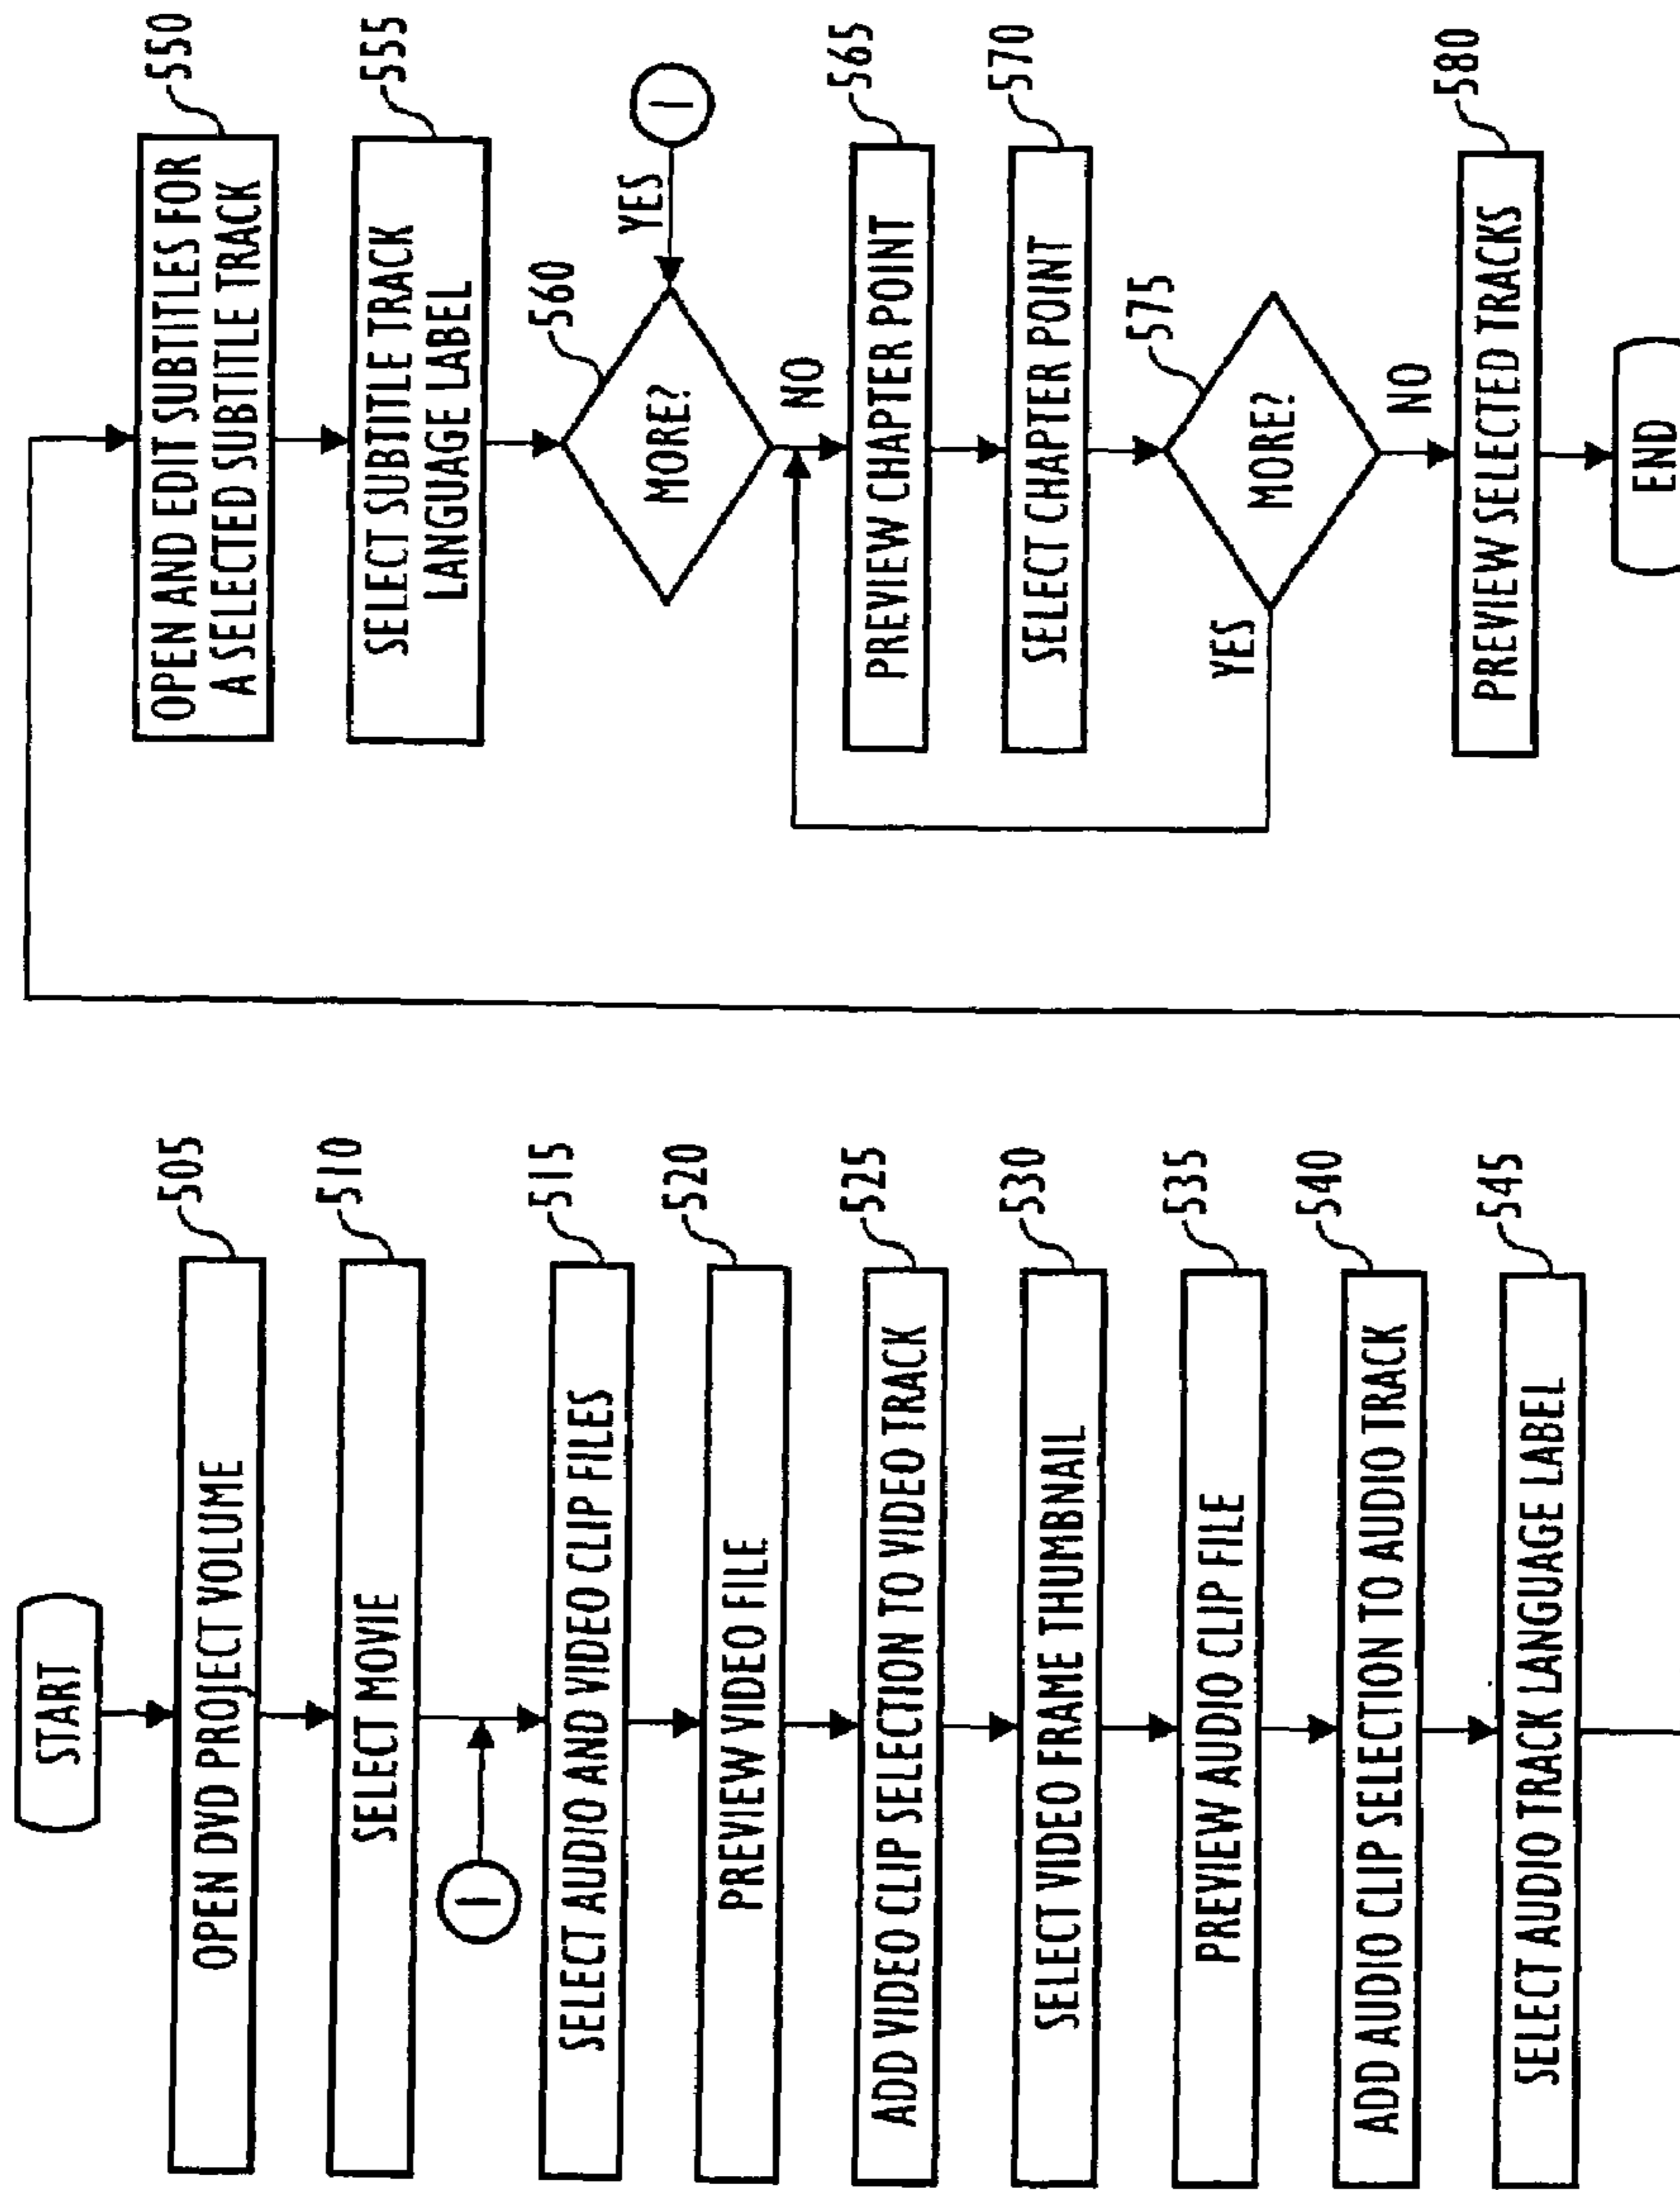 START
505
OPEN DVD PROJECT VOLUME
510
SELECT MOVIE
1
515
SELECT AUDIO AND VIDEO CLIP FILES
520
PREVIEW VIDEO FILE
525
ADD VIDEO CLIP SELECTION TO VIDEO TRACK
530
SELECT VIDEO FRAME THUMBNAIL
535
PREVIEW AUDIO CLIP FILE
540
ADD AUDIO CLIP SELECTION TO AUDIO TRACK
545
SELECT AUDIO TRACK LANGUAGE LABEL
550
OPEN AND EDIT SUBTITLES FOR
A SELECTED SUBTITLE TRACK
555
SELECT SUBTITLE TRACK
LANGUAGE LABEL
560
MORE?
YES
1
NO
565
PREVIEW CHAPTER POINT
570
SELECT CHAPTER POINT
575
MORE?
YES
NO
580
PREVIEW SELECTED TRACKS
END